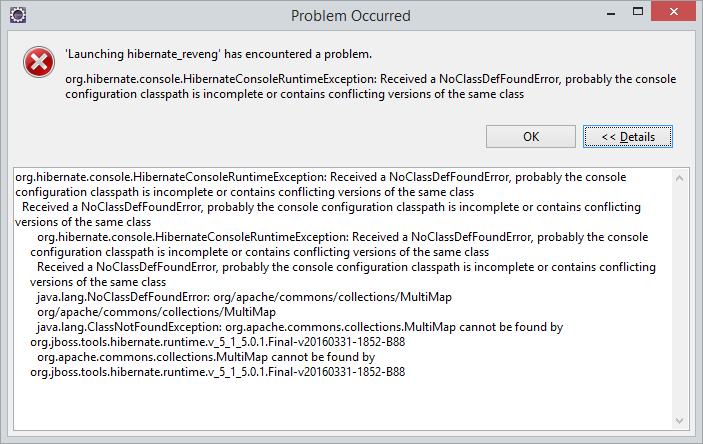 Problem Occurred
'Launching hibernate_reveng' has encountered a problem.
org.hibernate.console.HibernateConsoleRuntimeException: Received a NoClassDefFoundError, probably the console
configuration classpath is incomplete or contains conflicting versions of the same class
OK
<< Details
org.hibernate.console.HibernateConsoleRuntimeException: Received a NoClassDefFoundError, probably the console
configuration classpath is incomplete or contains conflicting versions of the same class
Received a NoClassDefFoundError, probably the console configuration classpath is incomplete or contains conflicting
versions of the same class
org.hibernate.console.HibernateConsoleRuntimeException: Received a NoClassDefFoundError, probably the console
configuration classpath is incomplete or contains conflicting versions of the same class
Received a NoClassDefFoundError, probably the console configuration classpath is incomplete or contains conflicting
versions of the same class
java.lang.NoClassDefFoundError: org/apache/commons/collections/MultiMap
org/apache/commons/collections/MultiMap
java.lang.ClassNotFoundException: org.apache.commons.collections.MultiMap cannot be found by
org.jboss.tools.hibernate.runtime.v_5_1_5.0.1.Final-v20160331-1852-B88
org.apache.commons.collections.MultiMap cannot be found by
org.jboss.tools.hibernate.runtime.v_5_1_5.0.1.Final-v20160331-1852-B88